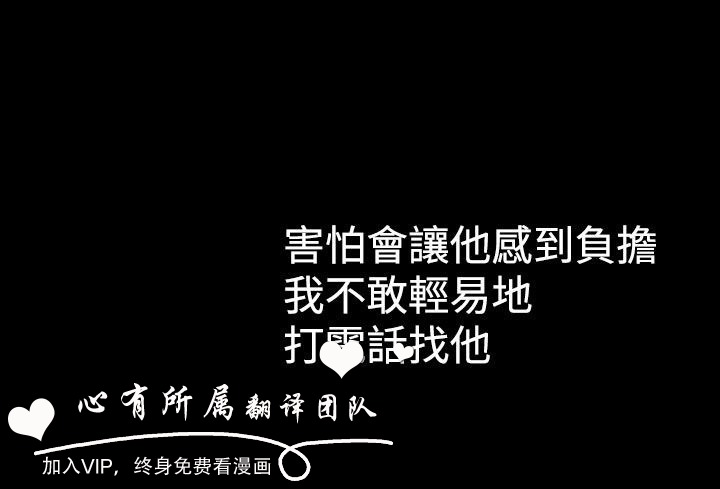 害怕會讓他感到負擔
我不敢輕易地
打電話找他
心有所属翻译团队
加入VIP，终身免费看漫画